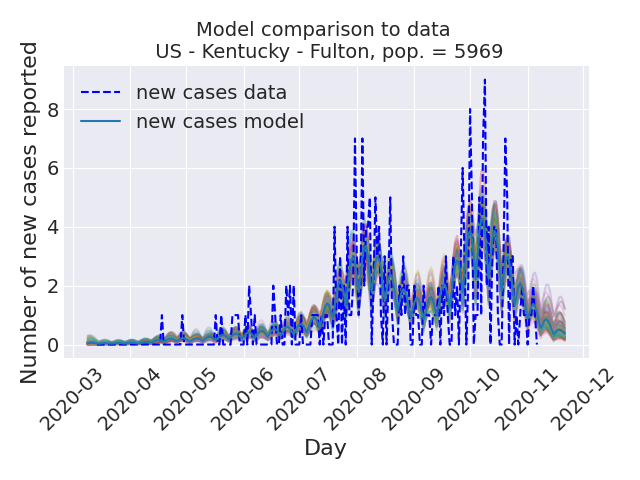 Model comparison to data
US - Kentucky - Fulton, pop. = 5969
Number of new cases reported
new cases data
new cases model
8
6
4
2
0
2020-03
2020-04
2020-05
2020-06
2020-07
2020-08
2020-09
2020-10
2020-11
2020-12
Day